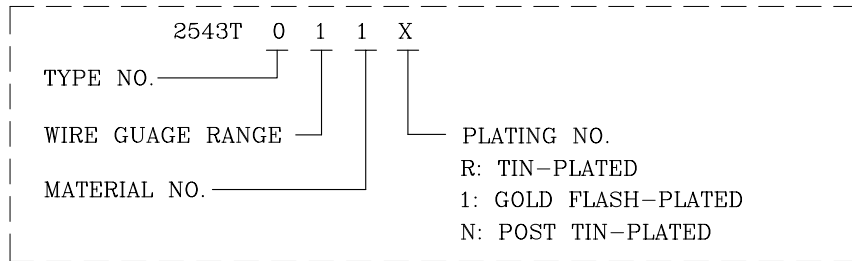 2543T 0 1 1 X
TYPE NO.
WIRE GUAGE RANGE
PLATING NO.
R: TIN-PLATED
MATERIAL NO.
1: GOLD FLASH-PLATED
N: POST TIN-PLATED